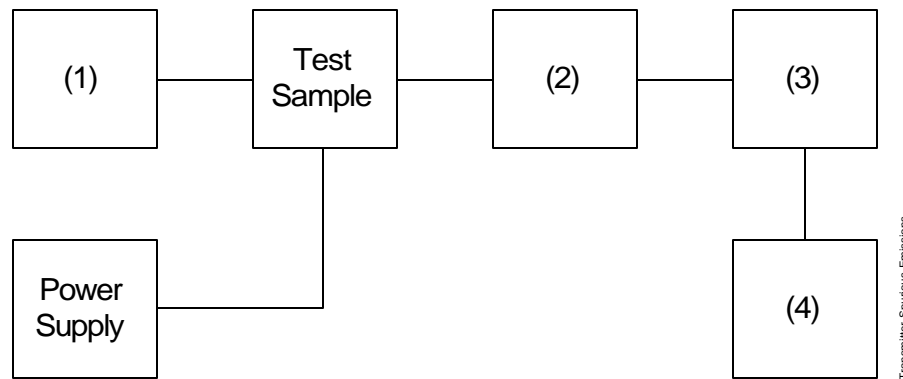 (1)
Test
Sample
(2)
(3)
Power
Supply
(4)
Transmitter Spurious Emissions